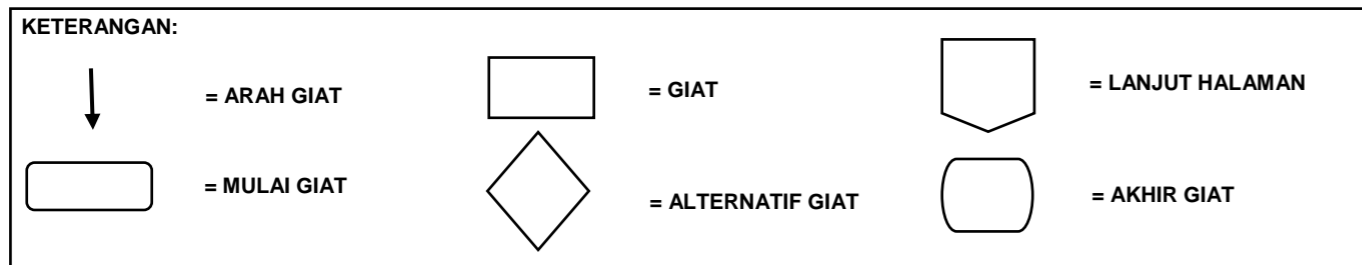 KETERANGAN:
= ARAH GIAT
= GIAT
= LANJUT HALAMAN
= MULAI GIAT
= ALTERNATIF GIAT
= AKHIR GIAT